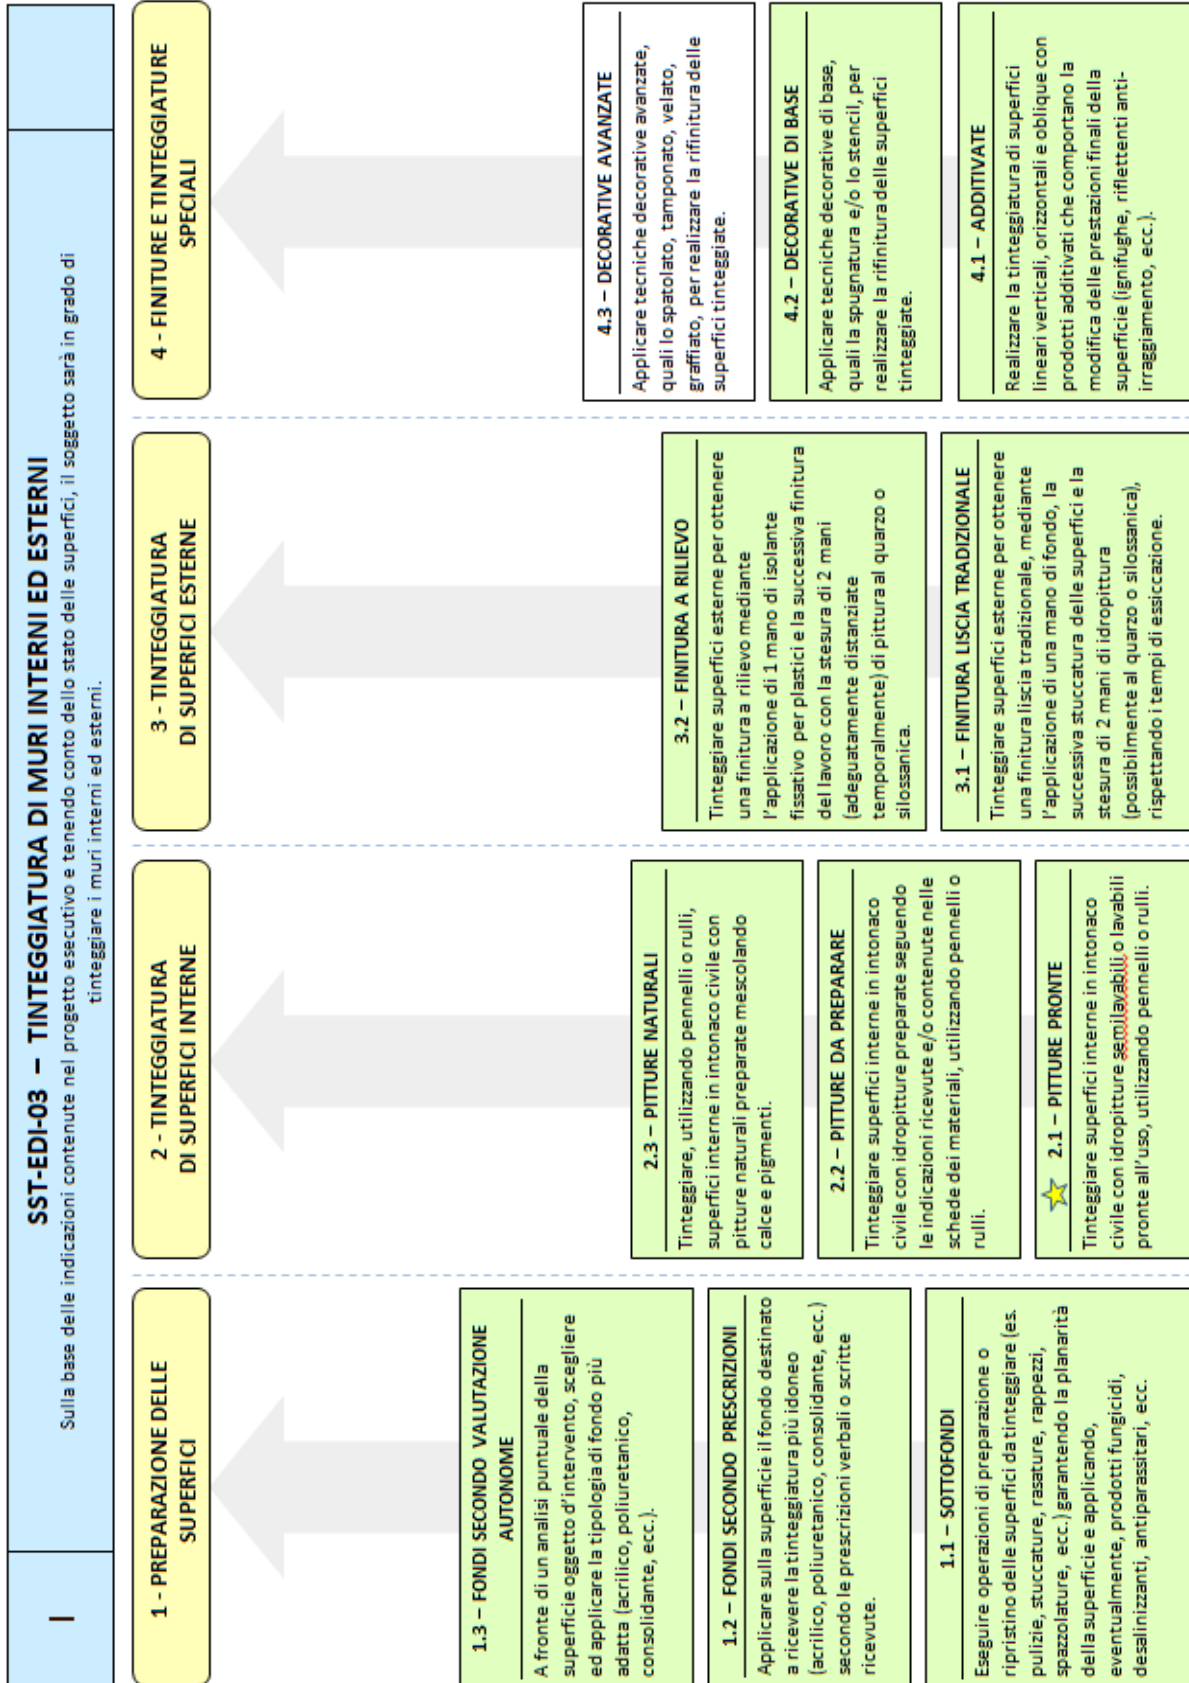 I
SST-EDI-03 – TINTEGGIATURA DI MURI INTERNI ED ESTERNI
Sulla base delle indicazioni contenute nel progetto esecutivo e tenendo conto dello stato delle superfici, il soggetto sarà in grado di
tinteggiare i muri interni ed esterni.
1 - PREPARAZIONE DELLE
SUPERFICI
1.3 – FONDI SECONDO VALUTAZIONE
AUTONOME
A fronte di un analisi puntuale della
superficie oggetto d'intervento, scegliere
ed applicare la tipologia di fondo più
adatta (acrilico, poliuretanico,
consolidante, ecc.).
1.2 – FONDI SECONDO PRESCRIZIONI
Applicare sulla superficie il fondo destinato
a ricevere la tinteggiatura più idoneo
(acrilico, poliuretanico, consolidante, ecc.)
secondo le prescrizioni verbali o scritte
ricevute.
1.1 – SOTTOFONDI
Eseguire operazioni di preparazione o
ripristino delle superfici da tinteggiare (es.
pulizie, stuccature, rasature, rappezzi,
spazzolature, ecc.) garantendo la planarità
della superficie e applicando,
eventualmente, prodotti fungicidi,
desalinizzanti, antiparassitari, ecc.
2 - TINTEGGIATURA
DI SUPERFICI INTERNE
2.3 – PITTURE NATURALI
Tinteggiare, utilizzando pennelli o rulli,
superfici interne in intonaco civile con
pitture naturali preparate mescolando
calce e pigmenti.
2.2 – PITTURE DA PREPARARE
Tinteggiare superfici interne in intonaco
civile con idropitture preparate seguendo
le indicazioni ricevute e/o contenute nelle
schede dei materiali, utilizzando pennelli o
rulli.
2.1 – PITTURE PRONTE
Tinteggiare superfici interne in intonaco
civile con idropitture semilavabili o lavabili
pronte all'uso, utilizzando pennelli o rulli.
3 - TINTEGGIATURA
DI SUPERFICI ESTERNE
3.2 – FINITURA A RILIEVO
Tinteggiare superfici esterne per ottenere
una finitura a rilievo mediante
l'applicazione di 1 mano di isolante
fissativo per plastici e la successiva finitura
del lavoro con la stesura di 2 mani
(adeguatamente distanziate
temporalmente) di pittura al quarzo o
silossanica.
3.1 – FINITURA LISCIA TRADIZIONALE
Tinteggiare superfici esterne per ottenere
una finitura liscia tradizionale, mediante
l'applicazione di una mano di fondo, la
successiva stuccatura delle superfici e la
stesura di 2 mani di idropittura
(possibilmente al quarzo o silossanica),
rispettando i tempi di essiccazione.
4 - FINITURE E TINTEGGIATURE
SPECIALI
4.3 – DECORATIVE AVANZATE
Applicare tecniche decorative avanzate,
quali lo spatolato, tamponato, velato,
graffiato, per realizzare la rifinitura delle
superfici tinteggiate.
4.2 – DECORATIVE DI BASE
Applicare tecniche decorative di base,
quali la spugnatura e/o lo stencil, per
realizzare la rifinitura delle superfici
tinteggiate.
4.1 – ADDITIVATE
Realizzare la tinteggiatura di superfici
lineari verticali, orizzontali e oblique con
prodotti additivati che comportano la
modifica delle prestazioni finali della
superficie (ignifughe, riflettenti anti-
irraggiamento, ecc.).